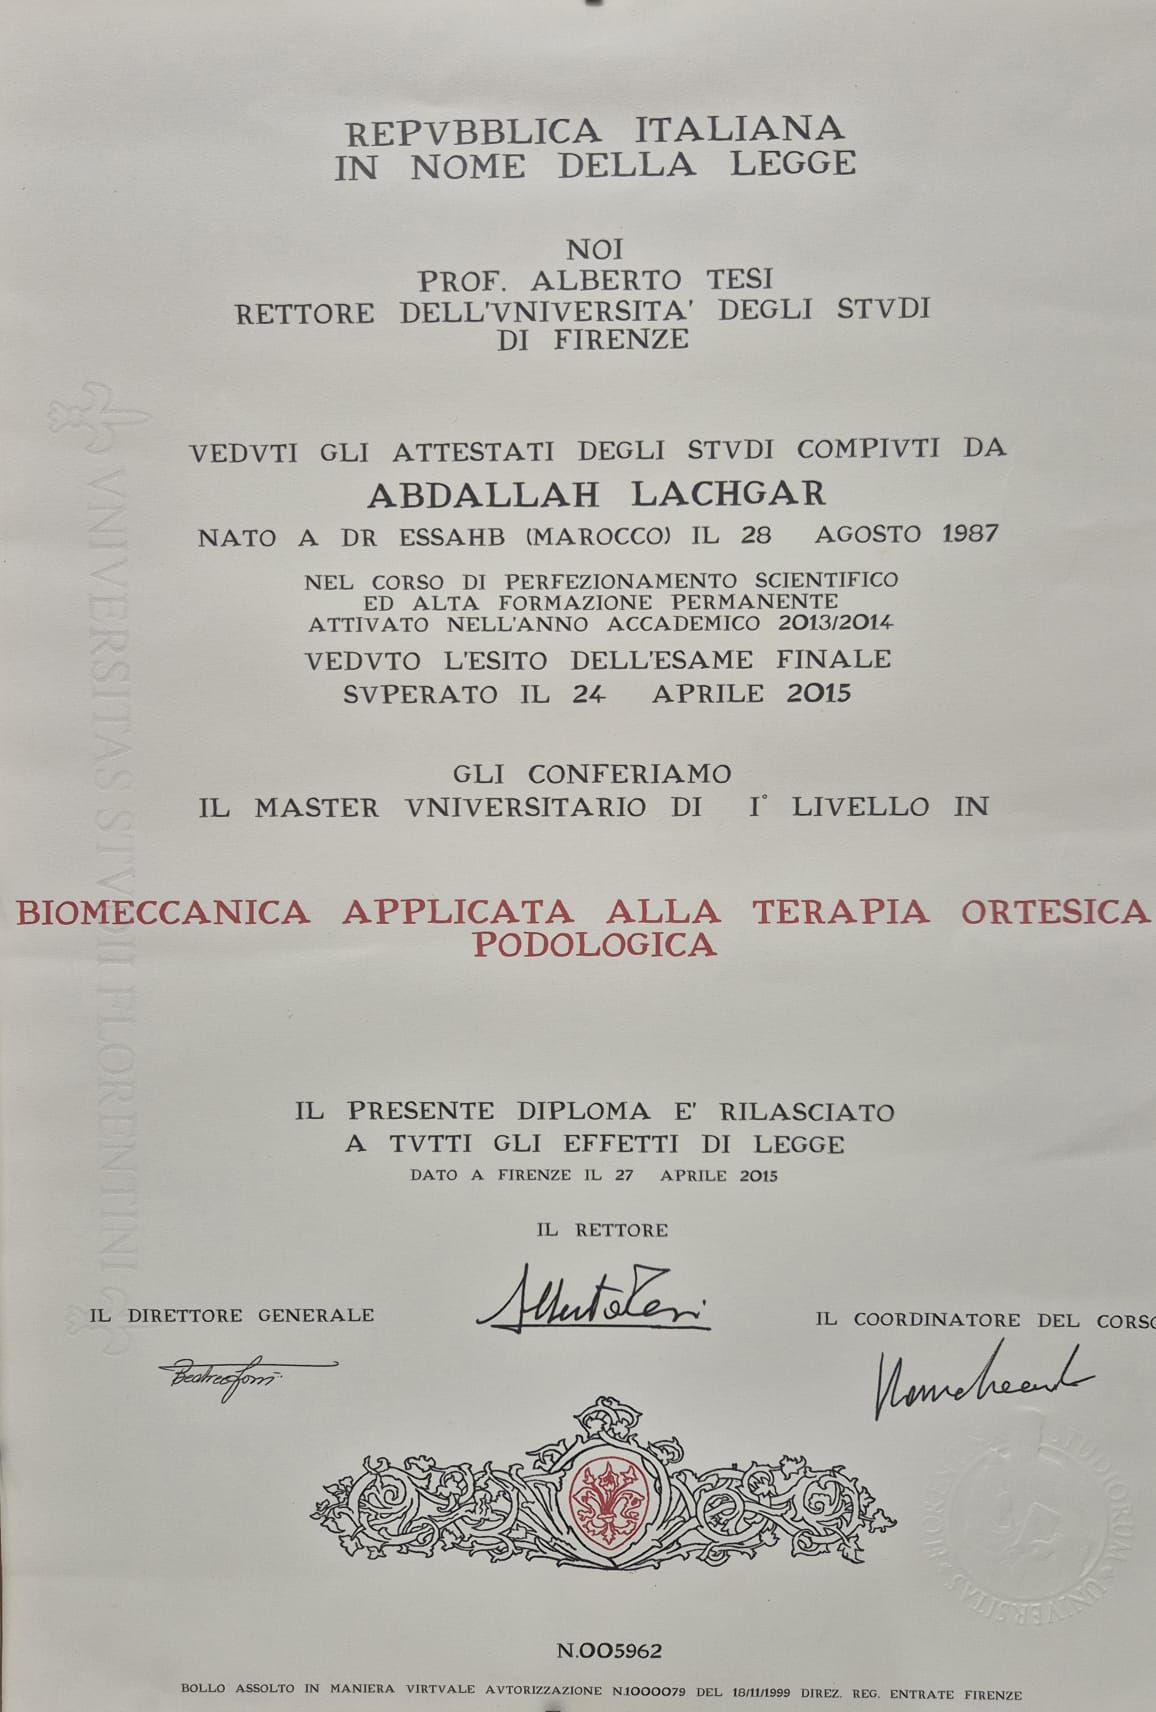 REPVBBLICA ITALIANA
IN NOME DELLA LEGGE
NOI
PROF. ALBERTO TESI
RETTORE DELL'VNIVERSITA' DEGLI STVDI
DI FIRENZE
VEDVTI GLI ATTESTATI DEGLI STVDI COMPIVTI DA
ABDALLAH LACHGAR
NATO A DR ESSAHB (MAROCCO) IL 28 AGOSTO 1987
NEL CORSO DI PERFEZIONAMENTO SCIENTIFICO
ED ALTA FORMAZIONE PERMANENTE
ATTIVATO NELL'ANNO ACCADEMICO 2013/2014
VEDVTO L'ESITO DELL'ESAME FINALE
SVPERATO IL 24 APRILE 2015
GLI CONFERIAMO
IL MASTER VNIVERSITARIO DI I° LIVELLO IN
BIOMECCANICA APPLICATA ALLA TERAPIA ORTESICA
PODOLOGICA
IL PRESENTE DIPLOMA E' RILASCIATO
A TVTTI GLI EFFETTI DI LEGGE
DATO A FIRENZE IL 27 APRILE 2015
IL RETTORE
Alberto Tesi
IL DIRETTORE GENERALE
IL COORDINATORE DEL CORSO
N.005962
BOLLO ASSOLTO IN MANIERA VIRTVALE AVTORIZZAZIONE N.1000079 DEL 18/11/1999 DIREZ. REG. ENTRATE FIRENZE
VNIVERSITAS STVDII FLORENTINI